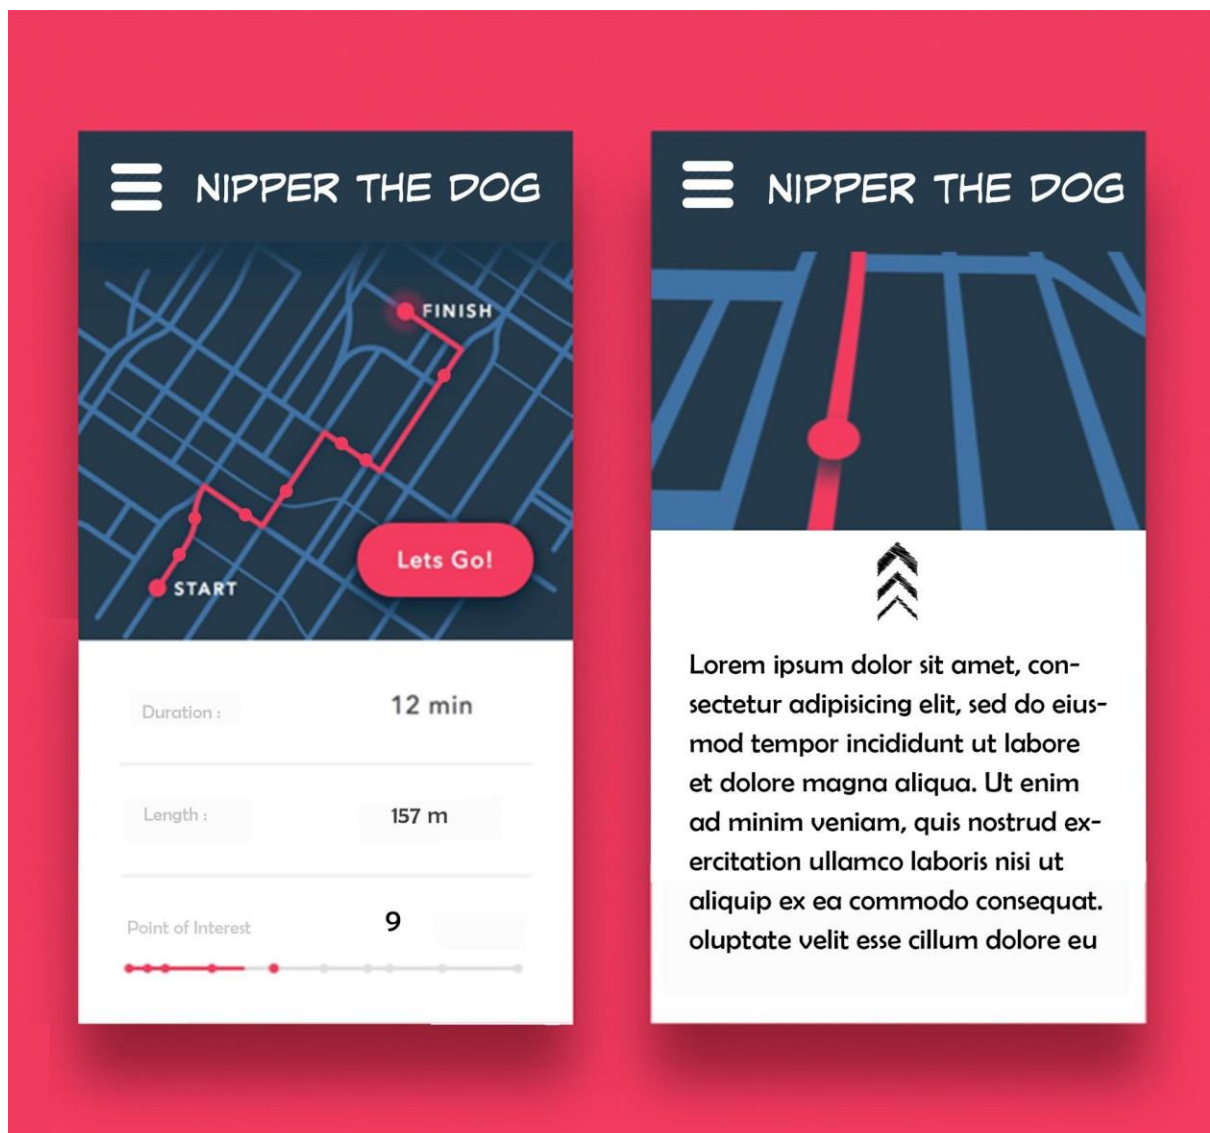 NIPPER THE DOG
FINISH
Lets Go!
START
Duration :
12 min
Length :
157 m
Point of Interest
9
NIPPER THE DOG
Lorem ipsum dolor sit amet, con-
sectetur adipisicing elit, sed do eius-
mod tempor incididunt ut labore
et dolore magna aliqua. Ut enim
ad minim veniam, quis nostrud ex-
ercitation ullamco laboris nisi ut
aliquip ex ea commodo consequat.
oluptate velit esse cillum dolore eu